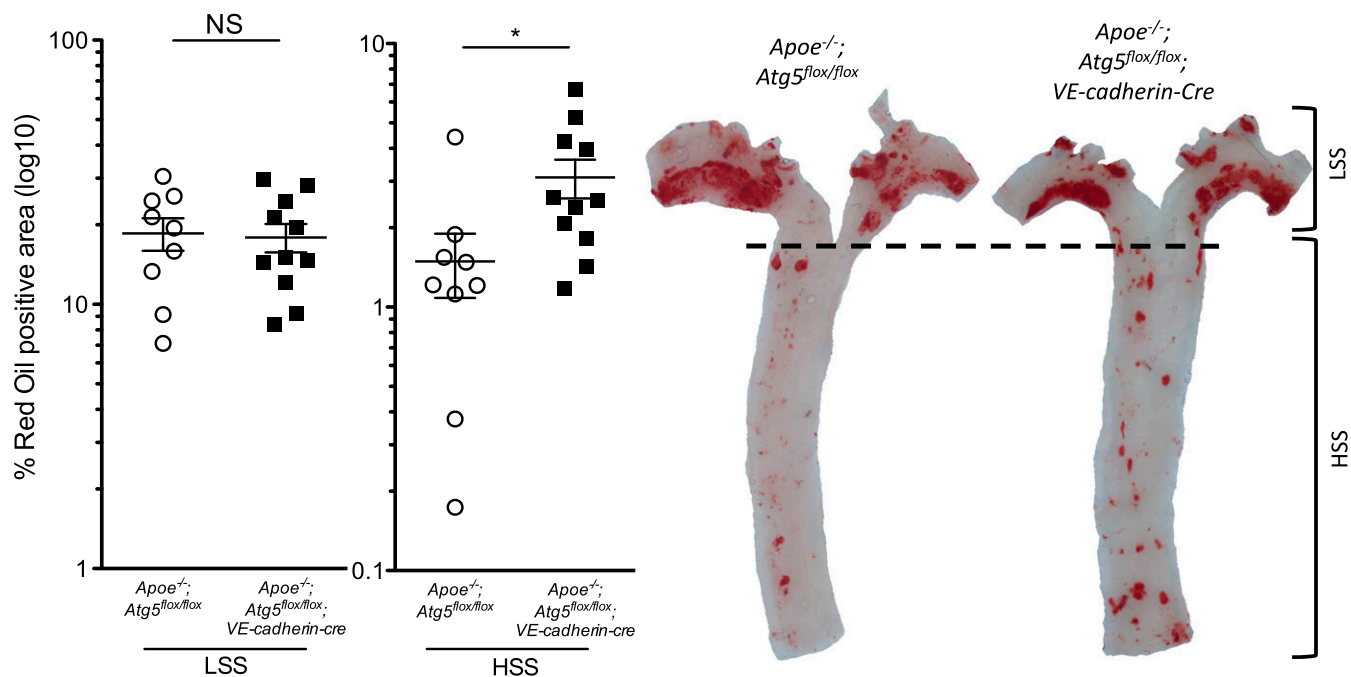 % Red Oil positive area (log10)
100
10
1
NS
Apoe-/-;
Atg5flox/flox
Apoe-/-;
Atg5flox/flox;
VE-cadherin-cre
LSS
10
1
0.1
*
Apoe-/-;
Atg5flox/flox
Apoe-/-;
Atg5flox/flox;
VE-cadherin-cre
HSS
Apoe-/-;
Atg5flox/flox
Apoe-/-;
Atg5flox/flox;
VE-cadherin-Cre
LSS
HSS